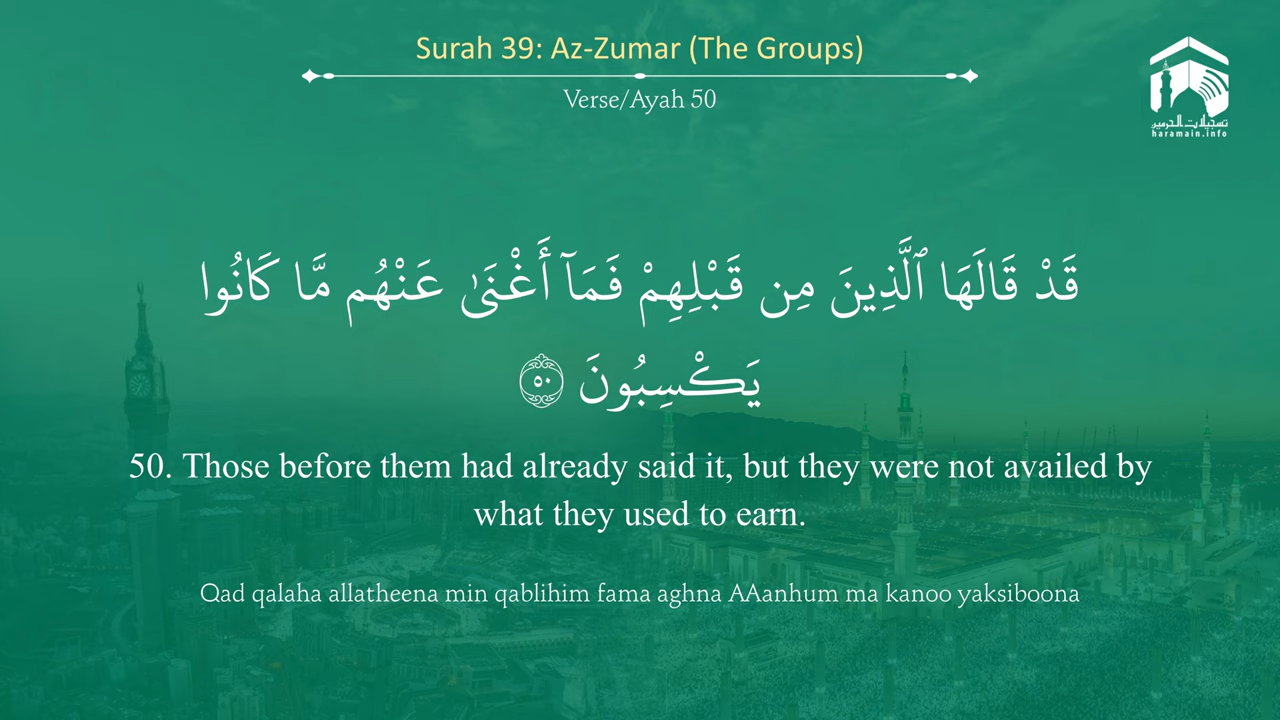 Surah 39: Az-Zumar (The Groups)
Verse/Ayah 50
تسجيلات الحرمين
haramain.info
قَدْ قَالَهَا ٱلَّذِينَ مِن قَبْلِهِمْ فَمَآ أَغْنَىٰ عَنْهُم مَّا كَانُوا
يَكْسِبُونَ ۝٥٠
50. Those before them had already said it, but they were not availed by
what they used to earn.
Qad qalaha allatheena min qablihim fama aghna AAanhum ma kanoo yaksiboona